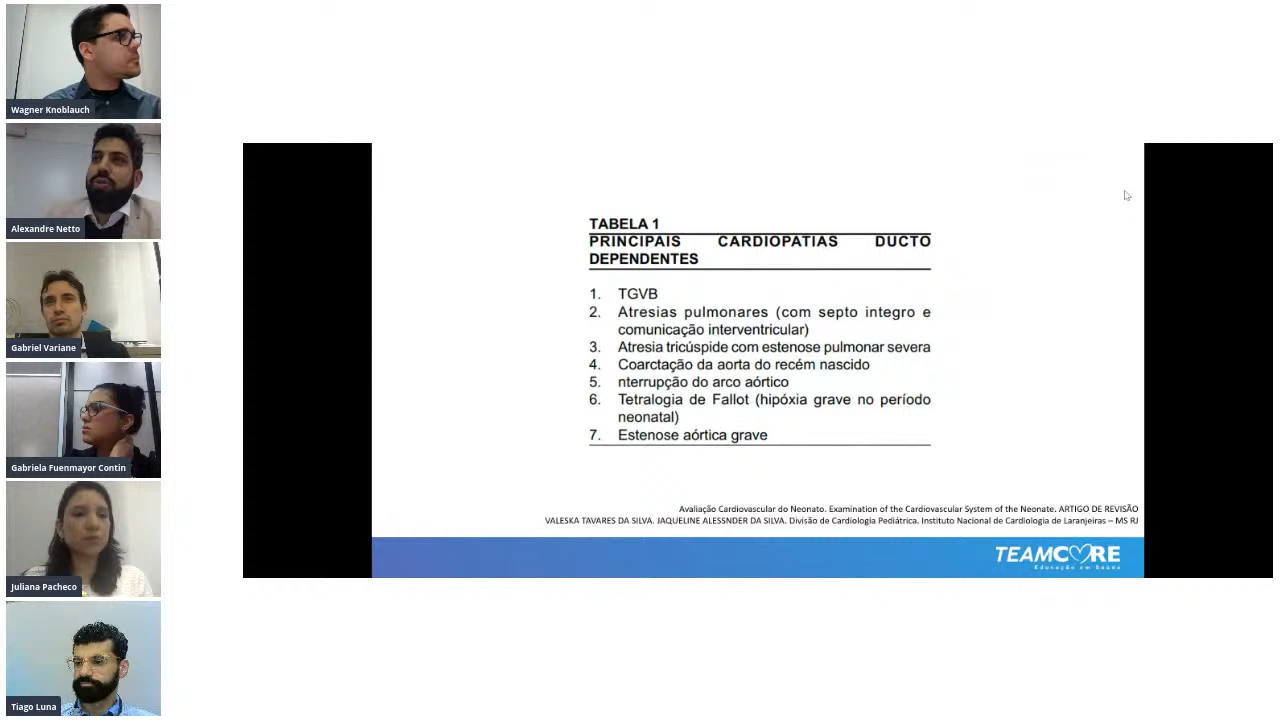 Wagner Knoblauch
Alexandre Netto
Gabriel Variane
Gabriela Fuenmayor Contin
Juliana Pacheco
Tiago Luna
TABELA 1
PRINCIPAIS CARDIOPATIAS DUCTO
DEPENDENTES
1. TGVB
2. Atresias pulmonares (com septo integro e
comunicação interventricular)
3. Atresia tricúspide com estenose pulmonar severa
4. Coarctação da aorta do recém nascido
5. nterrupção do arco aórtico
6. Tetralogia de Fallot (hipóxia grave no período
neonatal)
7. Estenose aórtica grave
Avaliação Cardiovascular do Neonato. Examination of the Cardiovascular System of the Neonate. ARTIGO DE REVISÃO
VALESKA TAVARES DA SILVA. JAQUELINE ALESSNDER DA SILVA. Divisão de Cardiologia Pediátrica. Instituto Nacional de Cardiologia de Laranjeiras – MS RJ
TEAMCORE
Educação em Saúde